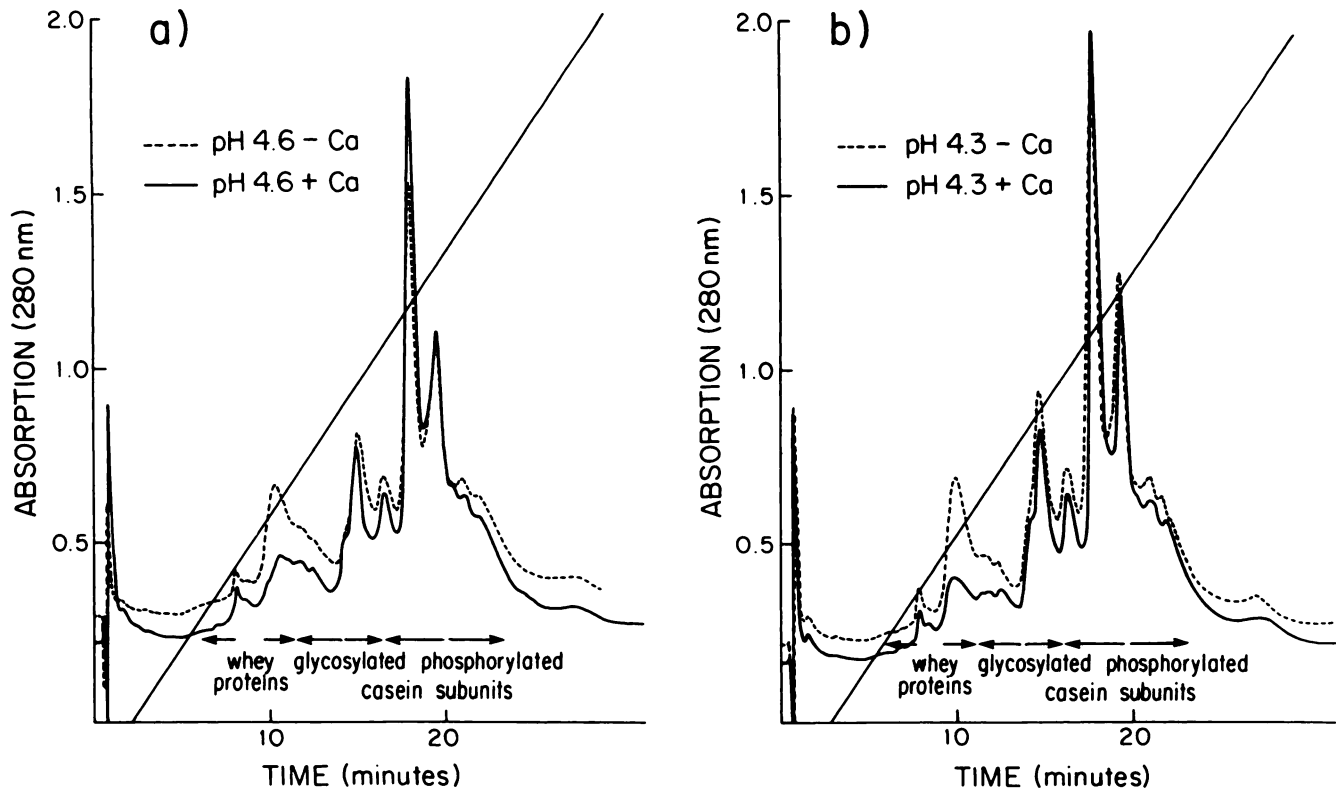 a)
2.0
1.5
1.0
0.5
pH 4.6 – Ca
pH 4.6 + Ca
ABSORPTION (280 nm)
whey glycosylated phosphorylated
proteins casein subunits
10 20
TIME (minutes)
b)
2.0
1.5
1.0
0.5
pH 4.3 – Ca
pH 4.3 + Ca
ABSORPTION (280 nm)
whey glycosylated phosphorylated
proteins casein subunits
10 20
TIME (minutes)